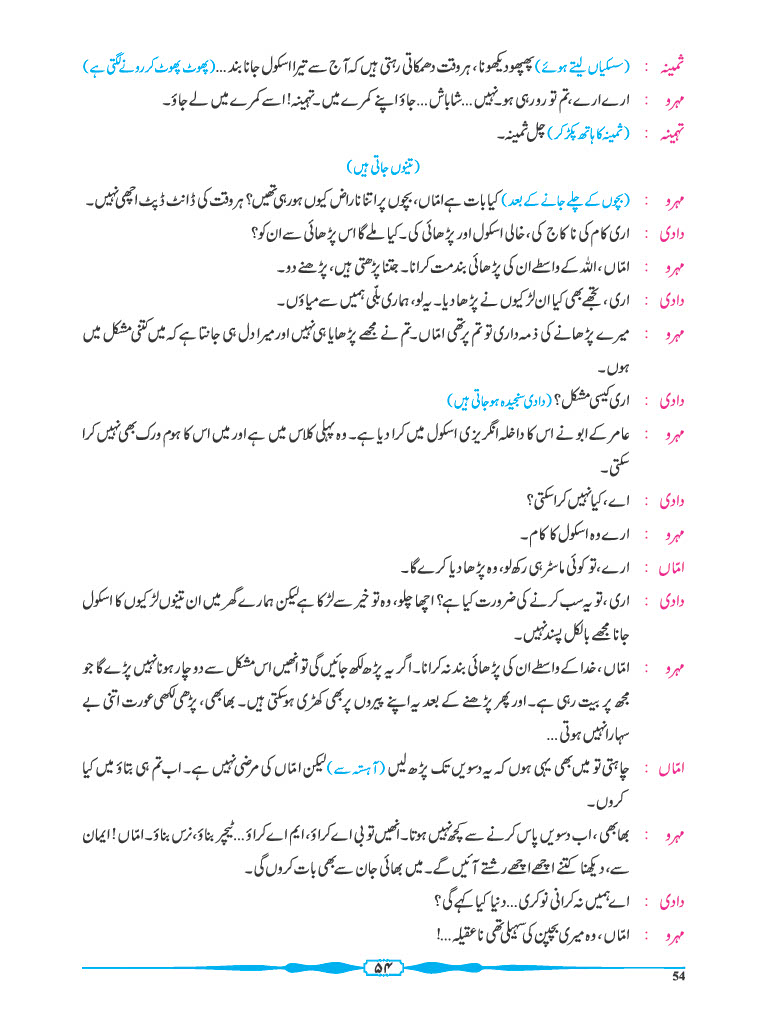 ثمینہ : (سسکیاں لیتے ہوئے) پھپھو دیکھو نا، ہر وقت دھمکاتی رہتی ہیں کہ آج سے تیرا اسکول جانا بند... (پھوٹ پھوٹ کر رونے لگتی ہے)
مہرو : ارے ارے، تم تو رو رہی ہو۔ نہیں... شاباش... جاؤ اپنے کمرے میں۔ تہمینہ! اسے کمرے میں لے جاؤ۔
تہمینہ : (ثمینہ کا ہاتھ پکڑ کر) چل ثمینہ۔
(تینوں جاتی ہیں)
مہرو : (بچوں کے چلے جانے کے بعد) کیا بات ہے امّاں، بچوں پر اتنا ناراض کیوں ہو رہی تھیں؟ ہر وقت کی ڈانٹ ڈپٹ اچھی نہیں۔
دادی : اری کام کی نا کاج کی، خالی اسکول اور پڑھائی کی۔ کیا ملے گا اس پڑھائی سے ان کو؟
مہرو : امّاں، اللہ کے واسطے ان کی پڑھائی بند مت کرانا۔ جتنا پڑھتی ہیں، پڑھنے دو۔
دادی : اری، تجھے بھی کیا ان لڑکیوں نے پڑھا دیا۔ یہ لو، ہماری بلّی ہمیں سے میاؤں۔
مہرو : میرے پڑھانے کی ذمہ داری تو تم پر تھی امّاں۔ تم نے مجھے پڑھایا ہی نہیں اور میرا دل ہی جانتا ہے کہ میں کتنی مشکل میں
ہوں۔
دادی : اری کیسی مشکل؟ (دادی سنجیدہ ہو جاتی ہیں)
مہرو : عامر کے ابو نے اس کا داخلہ انگریزی اسکول میں کرا دیا ہے۔ وہ پہلی کلاس میں ہے اور میں اس کا ہوم ورک بھی نہیں کرا
سکتی۔
دادی : اے، کیا نہیں کرا سکتی؟
مہرو : ارے وہ اسکول کا کام۔
امّاں : ارے، تو کوئی ماسٹر ہی رکھ لو، وہ پڑھا دیا کرے گا۔
دادی : اری، تو یہ سب کرنے کی ضرورت کیا ہے؟ اچھا چلو، وہ تو خیر سے لڑکا ہے لیکن ہمارے گھر میں ان تینوں لڑکیوں کا اسکول
جانا مجھے بالکل پسند نہیں۔
مہرو : امّاں، خدا کے واسطے ان کی پڑھائی بند نہ کرانا۔ اگر یہ پڑھ لکھ جائیں گی تو انھیں اس مشکل سے دوچار ہونا نہیں پڑے گا جو
مجھ پر بیت رہی ہے۔ اور پھر پڑھنے کے بعد یہ اپنے پیروں پر بھی کھڑی ہوسکتی ہیں۔ بھابھی، پڑھی لکھی عورت اتنی بے
سہارا نہیں ہوتی...
امّاں : چاہتی تو میں بھی یہی ہوں کہ یہ دسویں تک پڑھ لیں (آہستہ سے) لیکن امّاں کی مرضی نہیں ہے۔ اب تم ہی بتاؤ میں کیا
کروں۔
مہرو : بھابھی، اب دسویں پاس کرنے سے کچھ نہیں ہوتا۔ انھیں تو بی اے کراؤ، ایم اے کراؤ... ٹیچر بناؤ، نرس بناؤ۔ امّاں! ایمان
سے، دیکھنا کتنے اچھے اچھے رشتے آئیں گے۔ میں بھائی جان سے بھی بات کروں گی۔
دادی : اے ہمیں نہ کرانی نوکری... دنیا کیا کہے گی؟
مہرو : امّاں، وہ میری بچپن کی سہیلی تھی نا عقیلہ...!
۵۴
54